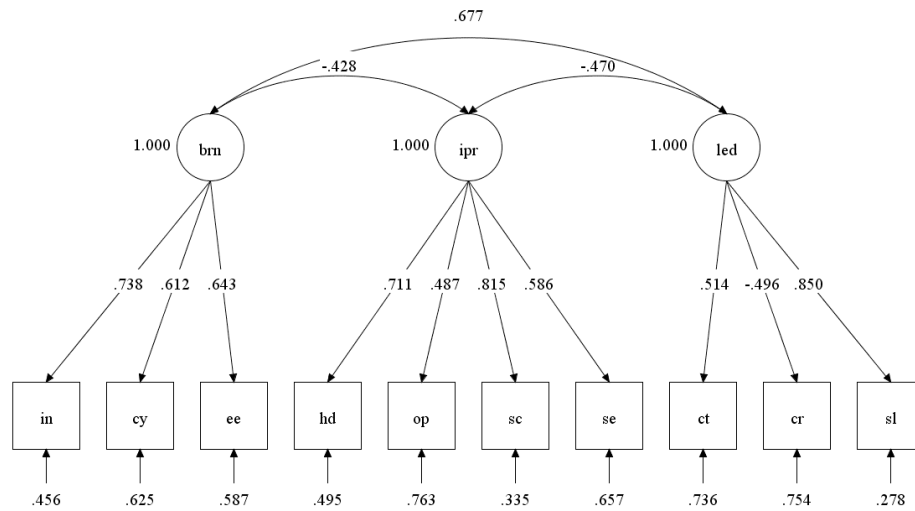 .677
-.428 -.470
1.000 brn 1.000 ipr 1.000 led
.738 .612 .643 .711 .487 .815 .586 .514 -.496 .850
in cy ee hd op sc se ct cr sl
.456 .625 .587 .495 .763 .335 .657 .736 .754 .278